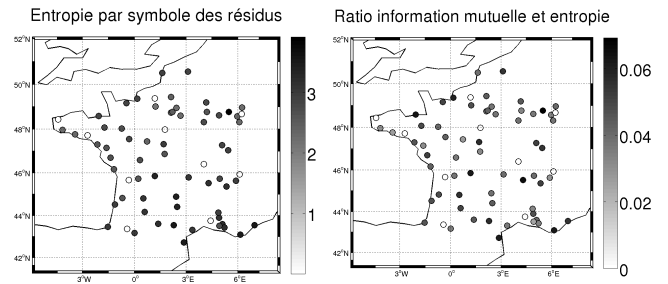 Entropie par symbole des résidus
Ratio information mutuelle et entropie
52°N
50°N
48°N
46°N
44°N
42°N
3°W
0°
3°E
6°E
3
2
1
52°N
50°N
48°N
46°N
44°N
42°N
3°W
0°
3°E
6°E
0.06
0.04
0.02
0